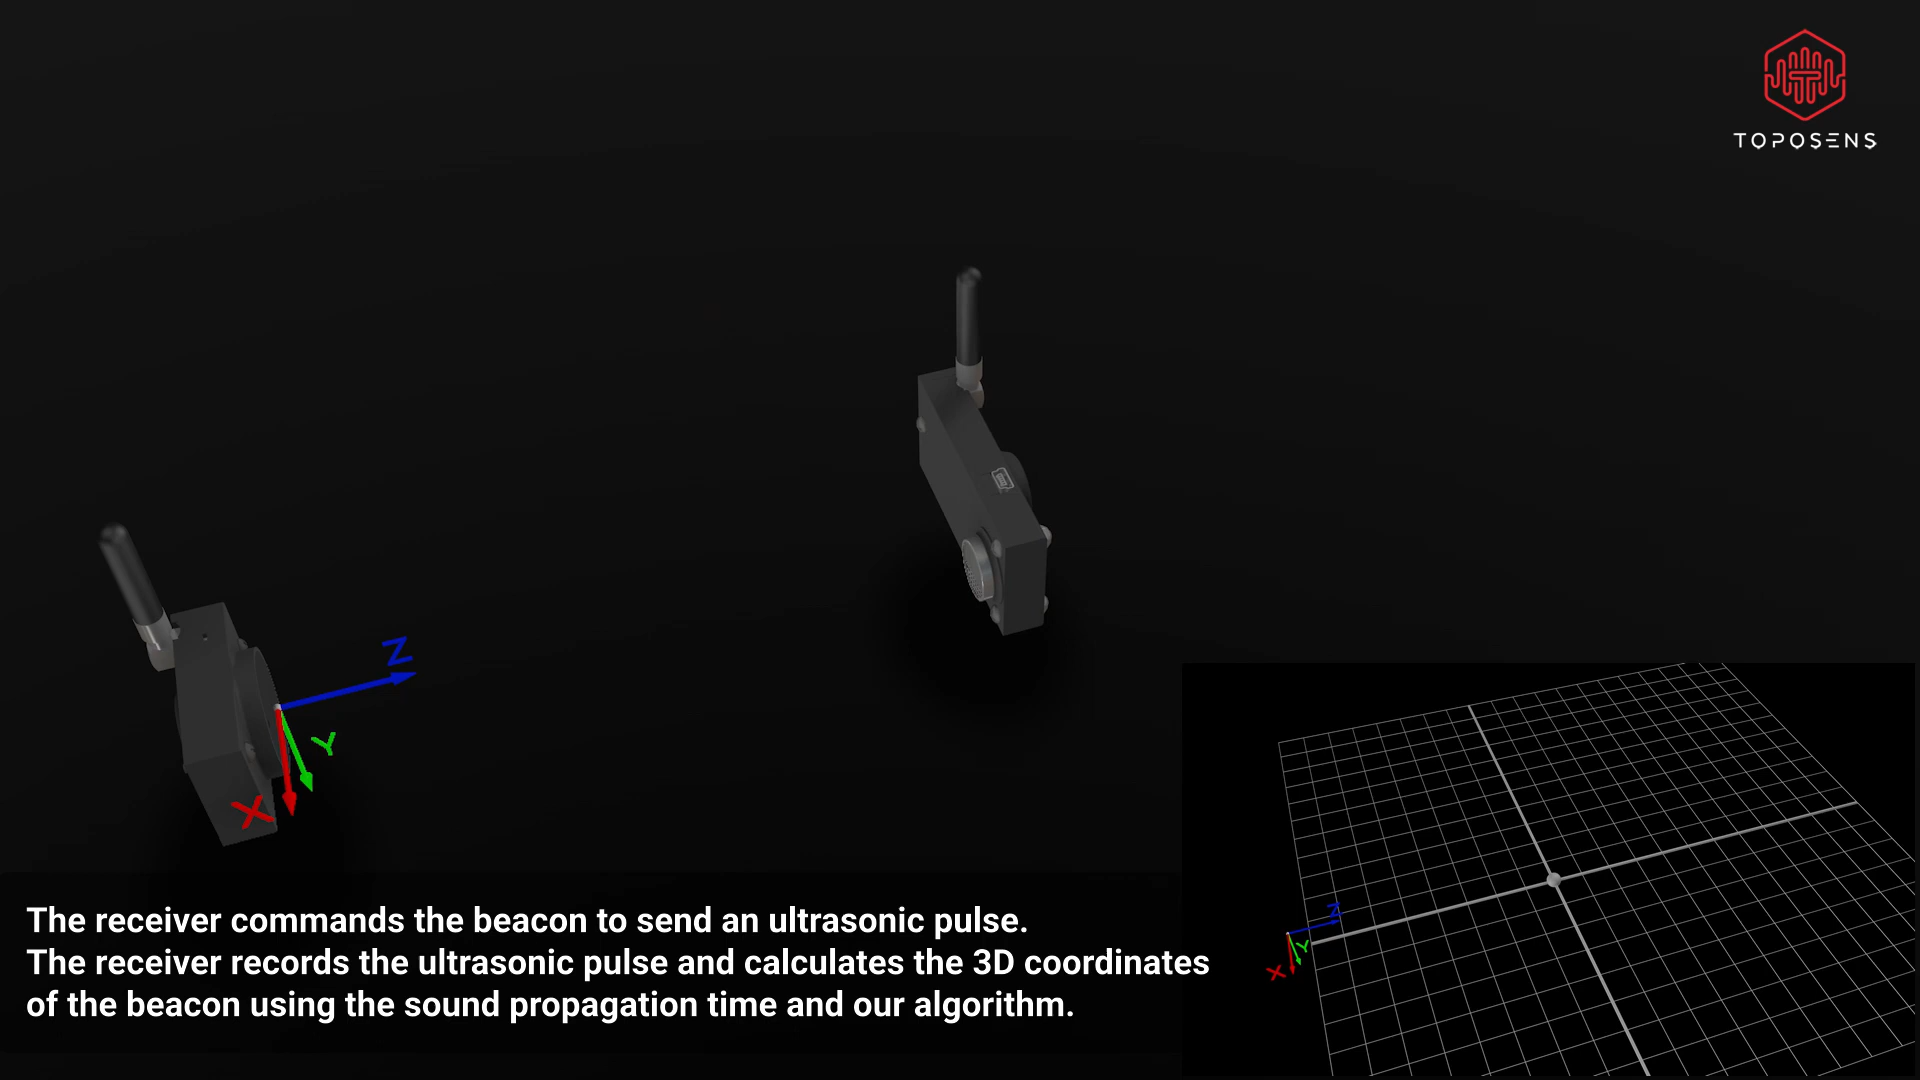 TOPOSENS
Z
Y
X
Z
Y
X
The receiver commands the beacon to send an ultrasonic pulse.
The receiver records the ultrasonic pulse and calculates the 3D coordinates
of the beacon using the sound propagation time and our algorithm.